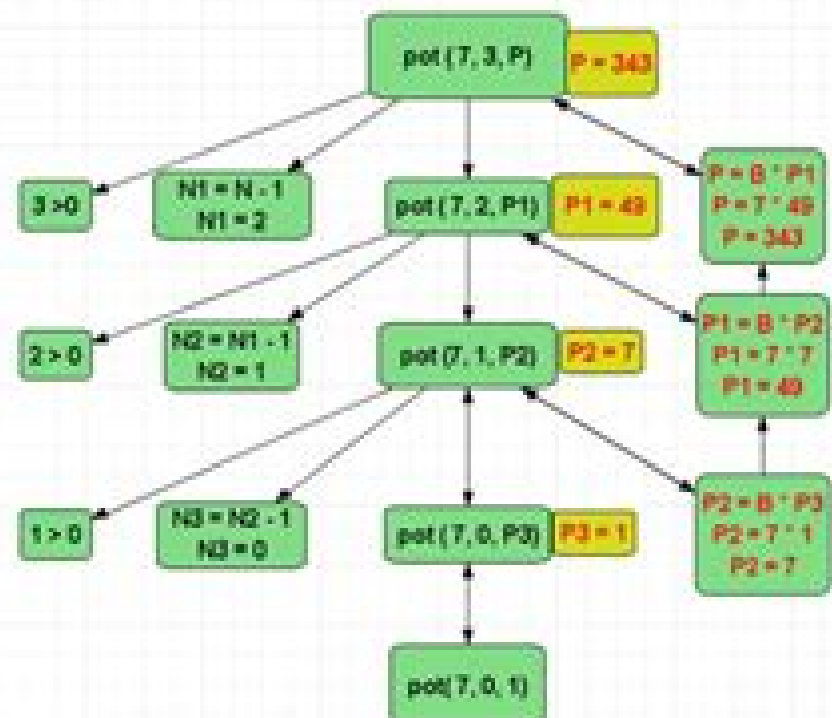 pot (7, 3, P)
P = 343
3 >0
N1 = N - 1
N1 = 2
pot (7, 2, P1)
P1 = 49
P = B * P1
P = 7 * 49
P = 343
2 > 0
N2 = N1 - 1
N2 = 1
pot (7, 1, P2)
P2 = 7
P1 = B * P2
P1 = 7 * 7
P1 = 49
1 > 0
N3 = N2 - 1
N3 = 0
pot (7, 0, P3)
P3 = 1
P2 = B * P3
P2 = 7 * 1
P2 = 7
pot( 7, 0, 1)